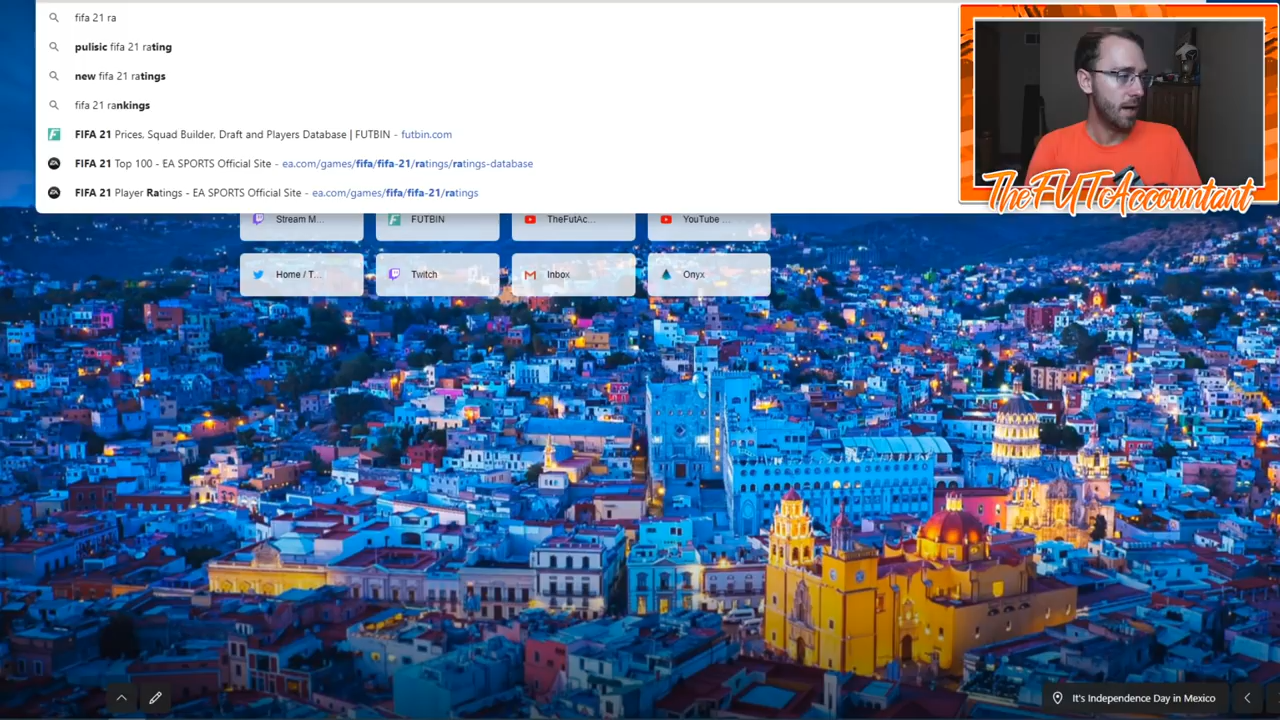 fifa 21 ra
pulisic fifa 21 rating
new fifa 21 ratings
fifa 21 rankings
FIFA 21 Prices, Squad Builder, Draft and Players Database | FUTBIN - futbin.com
FIFA 21 Top 100 - EA SPORTS Official Site - ea.com/games/fifa/fifa-21/ratings/ratings-database
FIFA 21 Player Ratings - EA SPORTS Official Site - ea.com/games/fifa/fifa-21/ratings
TheFUTAccountant
Stream M...
FUTBIN
TheFutAc...
YouTube ...
Home / T...
Twitch
Inbox
Onyx
It's Independence Day in Mexico